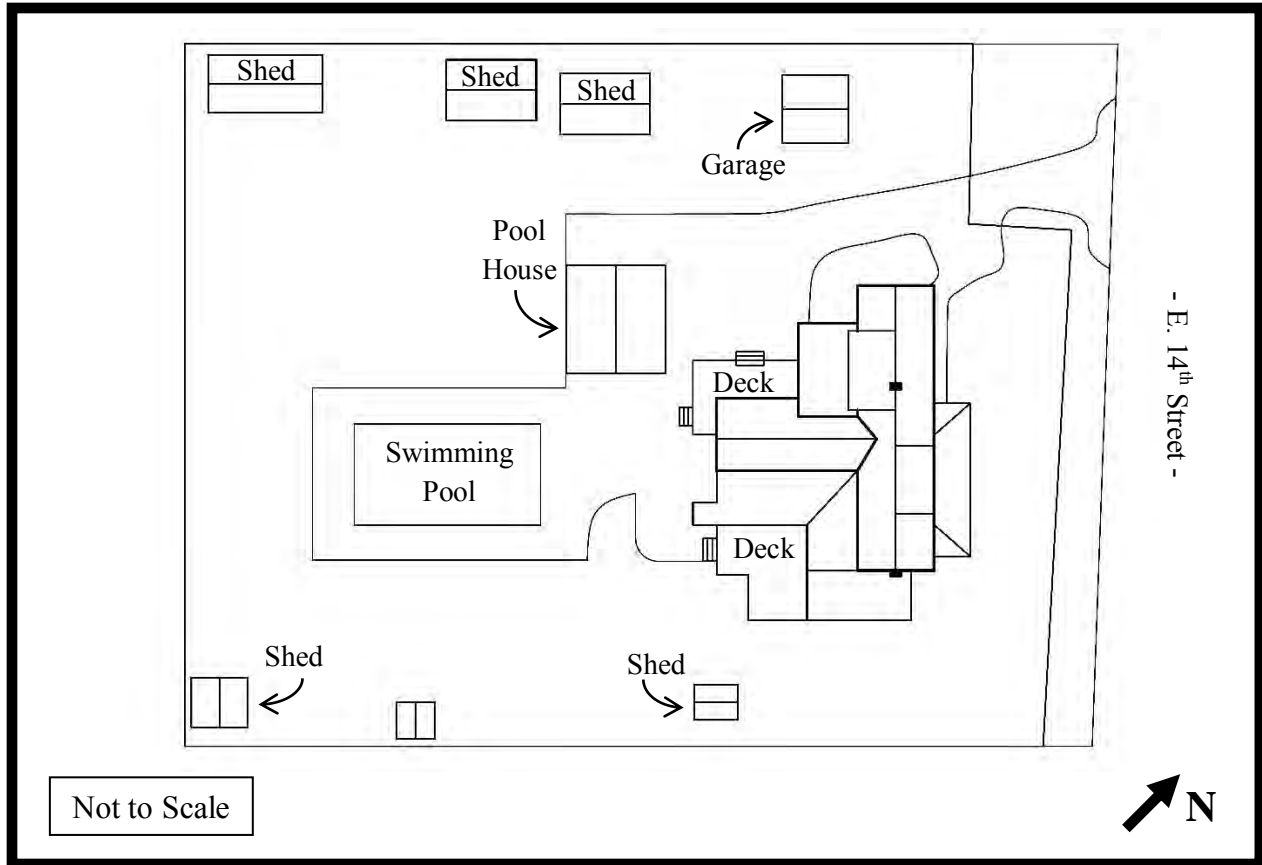 Shed
Shed
Shed
Garage
Pool
House
- E. 14th Street -
Deck
Swimming
Pool
Deck
Shed
Shed
Not to Scale
N